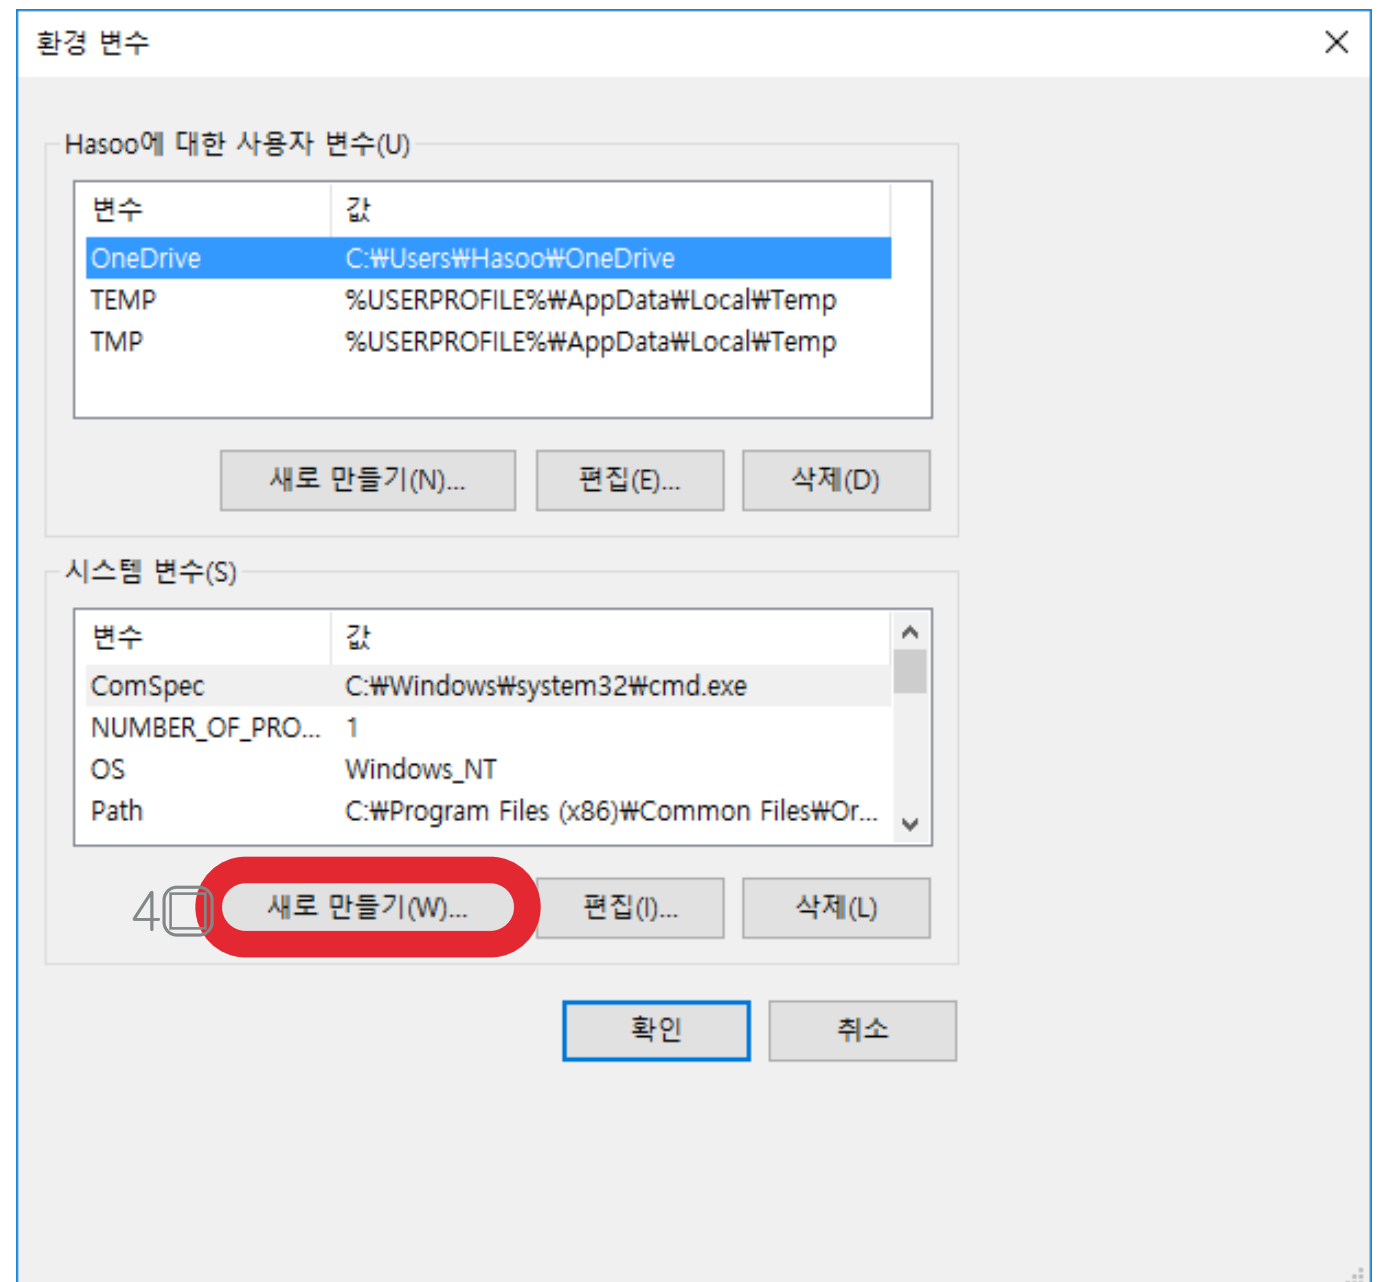 환경 변수
Hasoo에 대한 사용자 변수(U)
변수 값
OneDrive C:₩Users₩Hasoo₩OneDrive
TEMP %USERPROFILE%₩AppData₩Local₩Temp
TMP %USERPROFILE%₩AppData₩Local₩Temp
새로 만들기(N)... 편집(E)... 삭제(D)
시스템 변수(S)
변수 값
ComSpec C:₩Windows₩system32₩cmd.exe
NUMBER_OF_PRO... 1
OS Windows_NT
Path C:₩Program Files (x86)₩Common Files₩Or...
4 새로 만들기(W)... 편집(I)... 삭제(L)
확인 취소